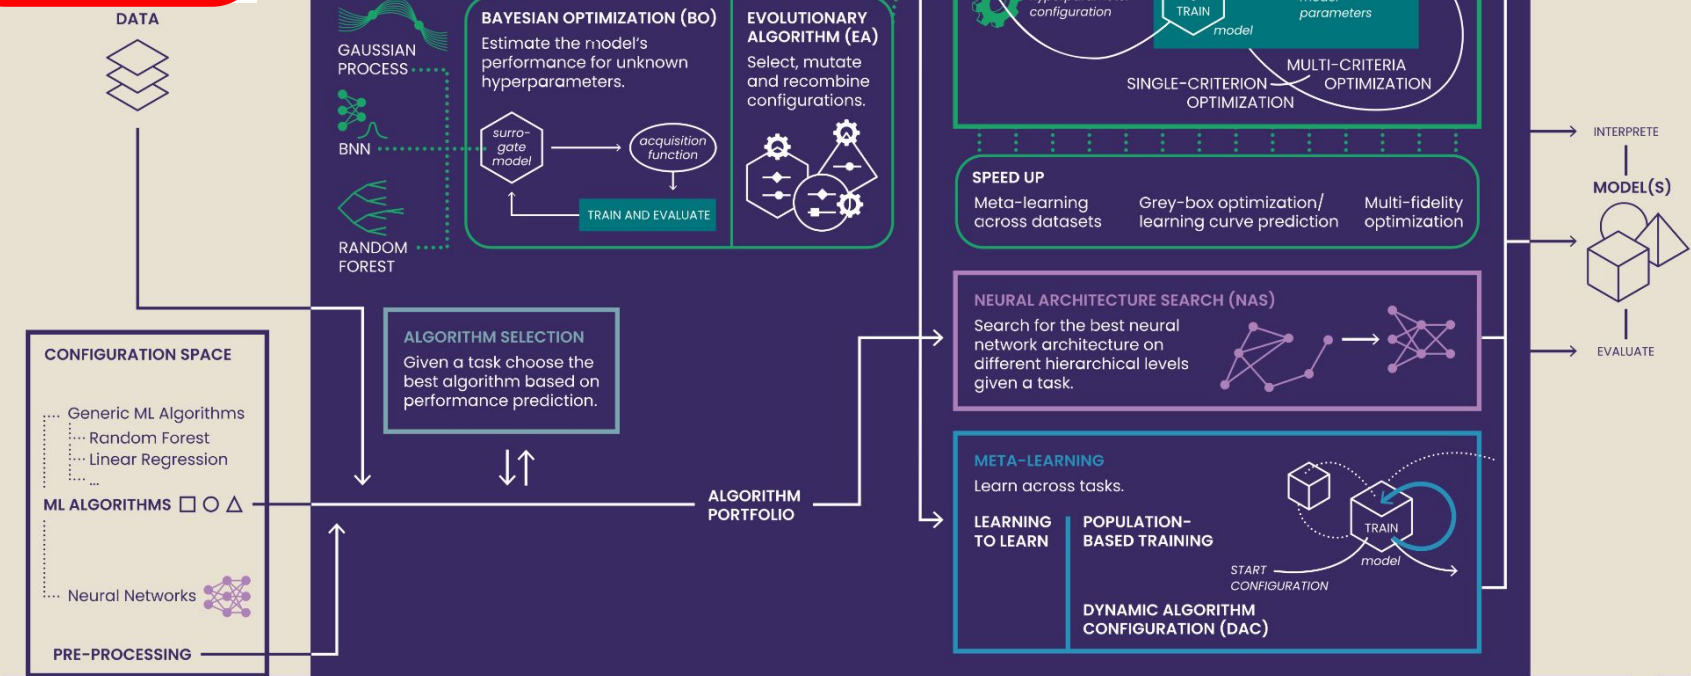 DATA
GAUSSIAN
PROCESS
BNN
RANDOM
FOREST
BAYESIAN OPTIMIZATION (BO)
Estimate the model's
performance for unknown
hyperparameters.
surro-
gate
model
acquisition
function
TRAIN AND EVALUATE
EVOLUTIONARY
ALGORITHM (EA)
Select, mutate
and recombine
configurations.
configuration
TRAIN
model
parameters
SINGLE-CRITERION
OPTIMIZATION
MULTI-CRITERIA
OPTIMIZATION
SPEED UP
Meta-learning
across datasets
Grey-box optimization/
learning curve prediction
Multi-fidelity
optimization
INTERPRETE
MODEL(S)
EVALUATE
NEURAL ARCHITECTURE SEARCH (NAS)
Search for the best neural
network architecture on
different hierarchical levels
given a task.
ALGORITHM SELECTION
Given a task choose the
best algorithm based on
performance prediction.
CONFIGURATION SPACE
Generic ML Algorithms
Random Forest
Linear Regression
...
ML ALGORITHMS
Neural Networks
PRE-PROCESSING
ALGORITHM
PORTFOLIO
META-LEARNING
Learn across tasks.
LEARNING
TO LEARN
POPULATION-
BASED TRAINING
DYNAMIC ALGORITHM
CONFIGURATION (DAC)
TRAIN
model
START
CONFIGURATION